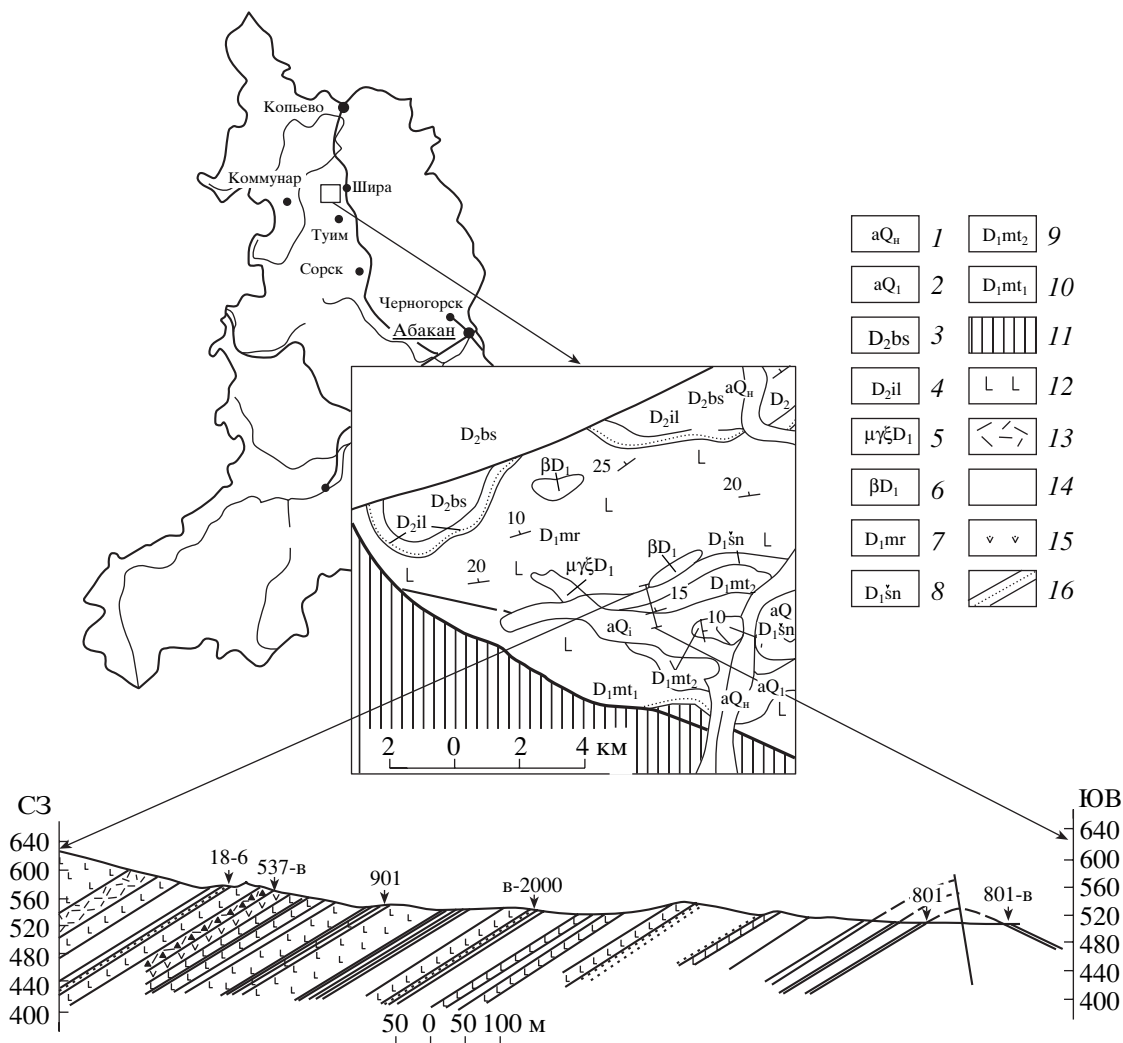 Копьево
Коммунар
Шира
Туим
Сорск
Черногорск
Абакан
aQн 1
aQ₁ 2
D₂bs 3
D₂il 4
μγξD₁ 5
βD₁ 6
D₁mr 7
D₁šn 8
D₁mt₂ 9
D₁mt₁ 10
11
L L 12
13
14
v v 15
16
D₂bs
D₂il
D₂bs
aQн
D₂
βD₁
25
L
20
D₂bs
D₂il
L
10
D₁mr
L
βD₁
D₁šn
L
20
L
μγξD₁
D₁mt₂
15
aQᵢ
10
aQ
D₁šn
L
D₁mt₂
D₁mt₁
aQн
aQ₁
L
2 0 2 4 км
СЗ
ЮВ
640
600
560
520
480
440
400
18-6
537-в
901
в-2000
801
801-в
640
600
560
520
480
440
400
50 0 50 100 м